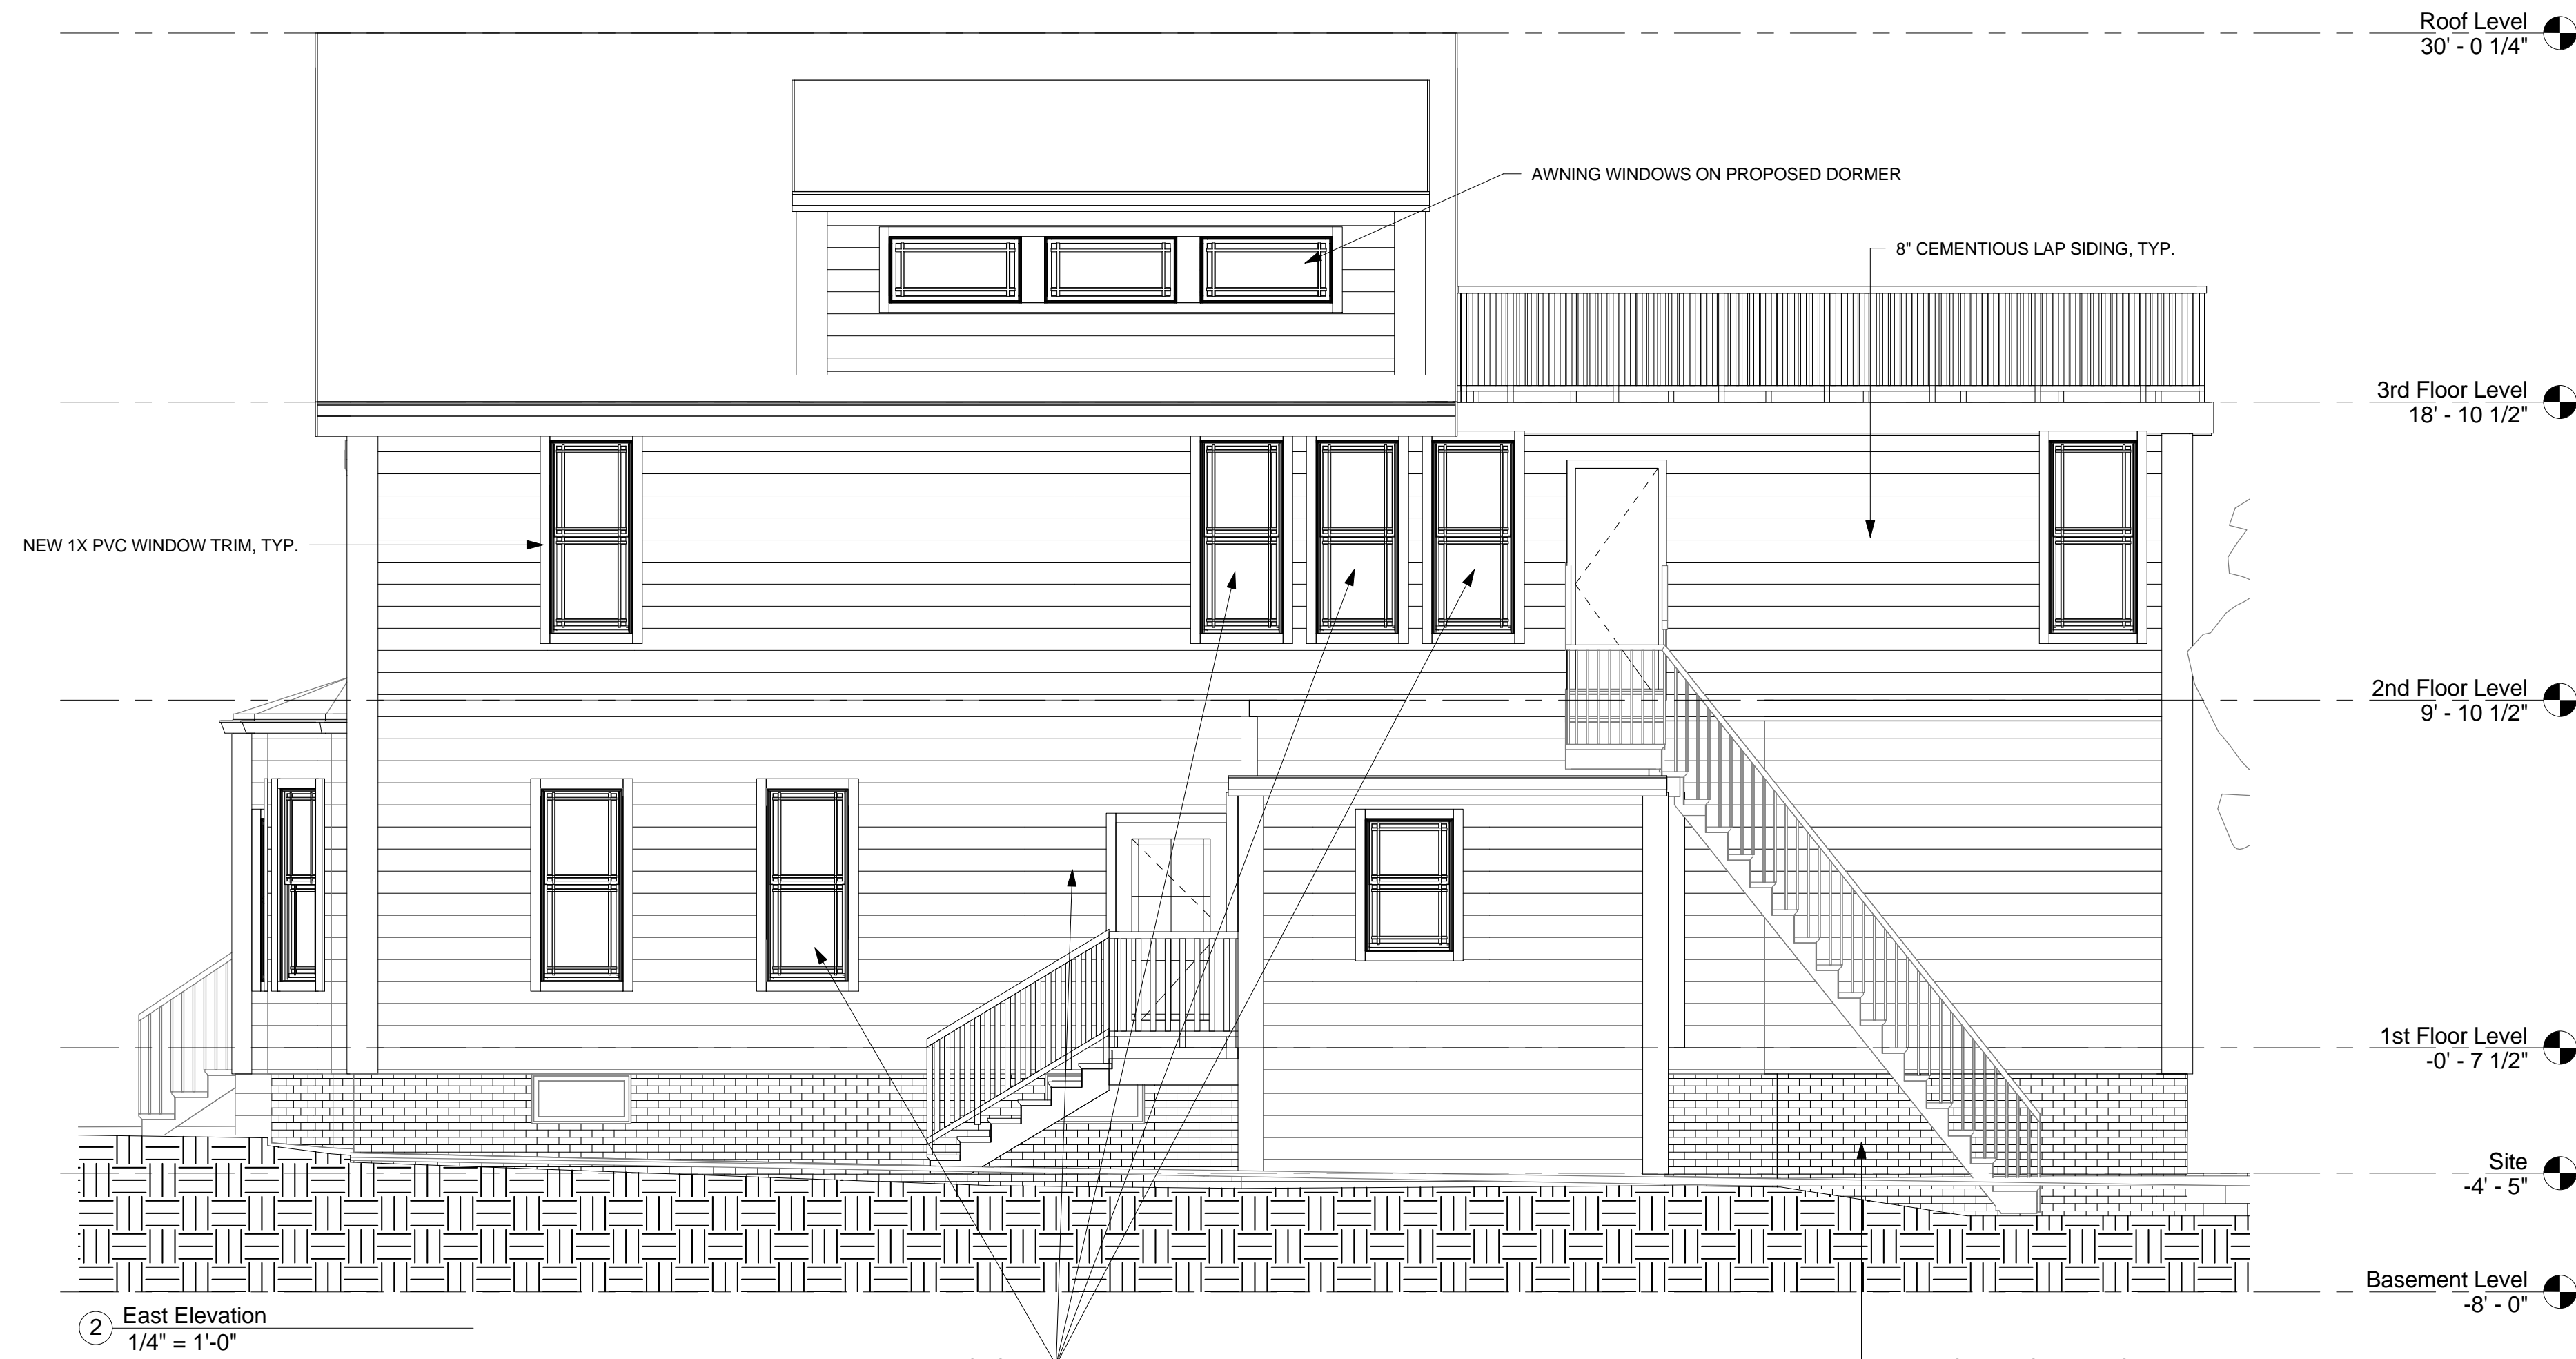 Roof Level
30' - 0 1/4"
AWNING WINDOWS ON PROPOSED DORMER
8" CEMENTIOUS LAP SIDING, TYP.
3rd Floor Level
18' - 10 1/2"
NEW 1X PVC WINDOW TRIM, TYP.
2nd Floor Level
9' - 10 1/2"
1st Floor Level
-0' - 7 1/2"
Site
-4' - 5"
Basement Level
-8' - 0"
2
East Elevation
1/4" = 1'-0"